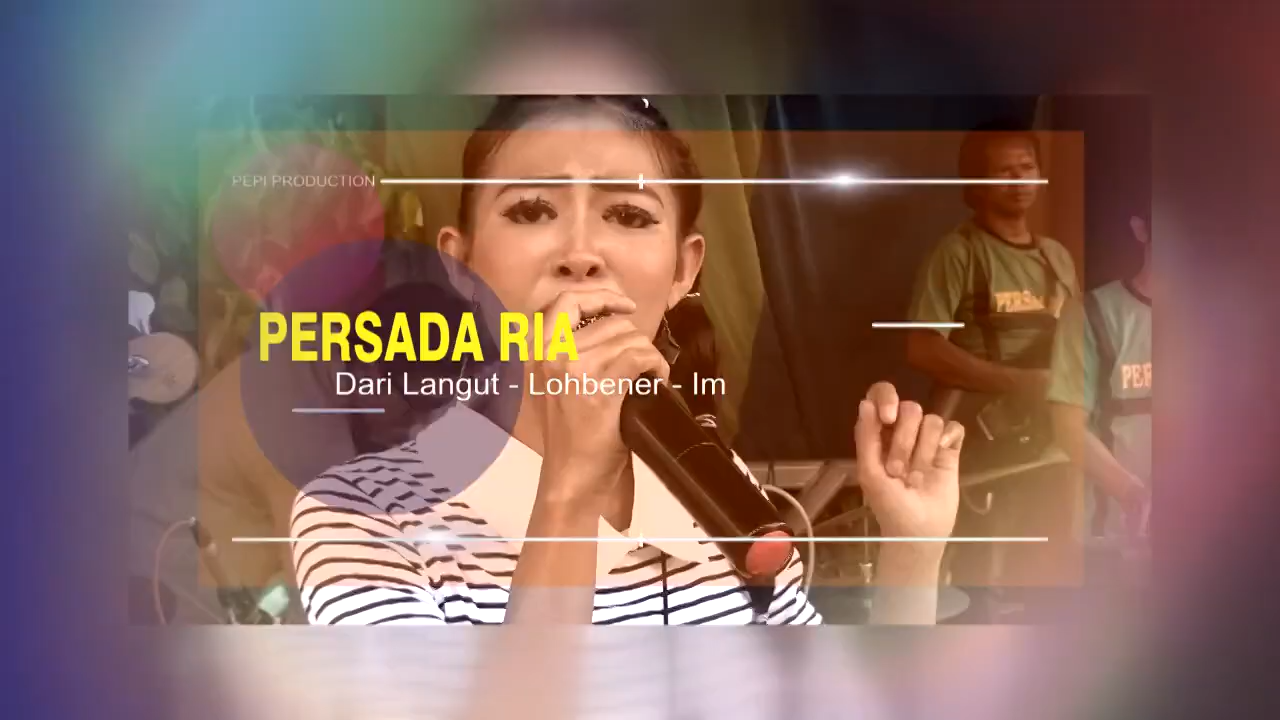 PEPI PRODUCTION
PERSADA RIA
Dari Langut - Lohbener - Im